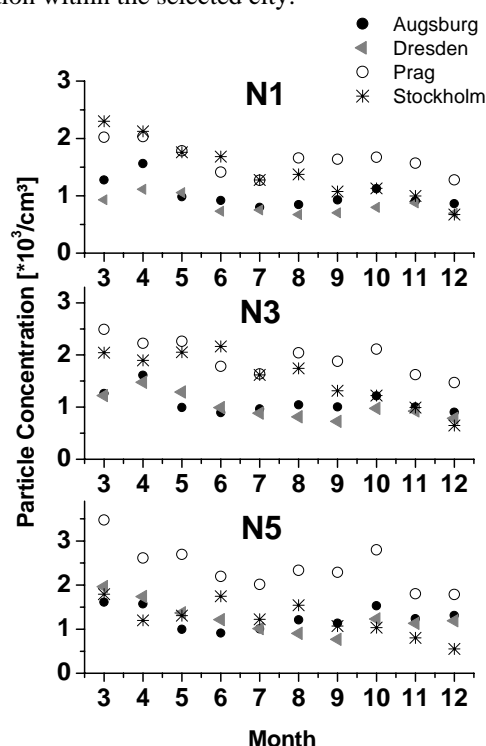 tion within the selected city.
Augsburg
Dresden
Prag
Stockholm
N1
3
2
1
0
3 4 5 6 7 8 9 10 11 12
N3
3
2
1
0
3 4 5 6 7 8 9 10 11 12
N5
3
2
1
0
3 4 5 6 7 8 9 10 11 12
Particle Concentration [*10³/cm³]
Month